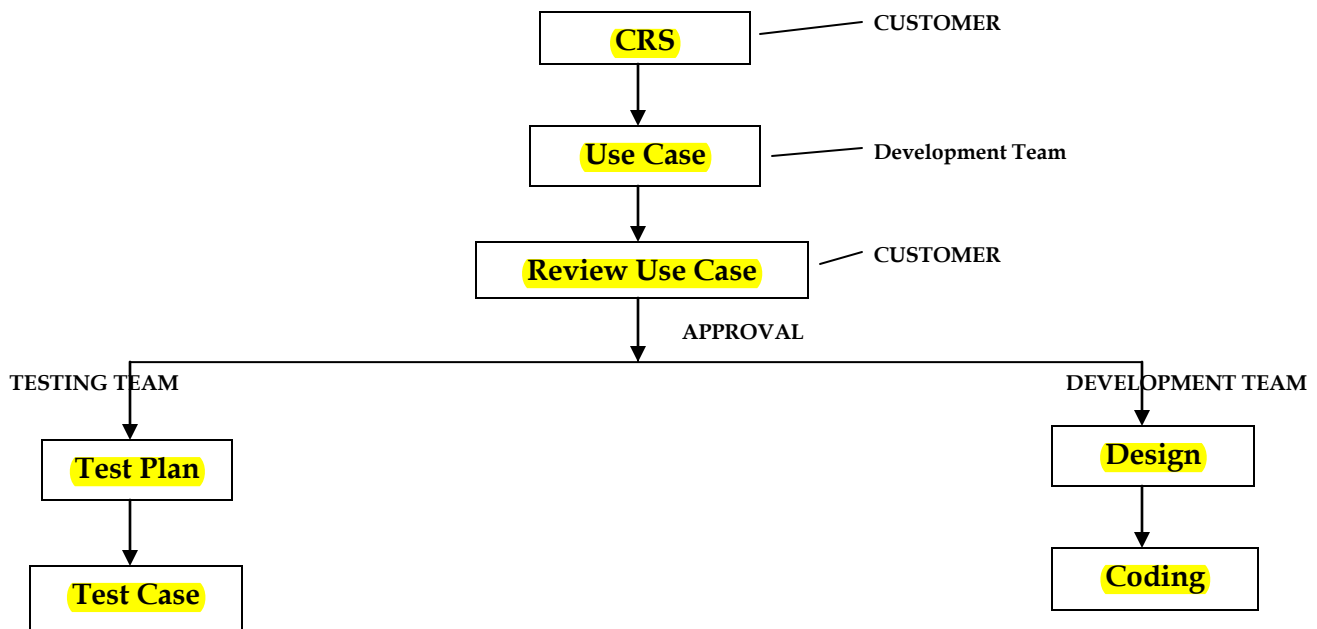 CUSTOMER
CRS
Use Case
Development Team
CUSTOMER
Review Use Case
APPROVAL
TESTING TEAM
DEVELOPMENT TEAM
Test Plan
Design
Test Case
Coding